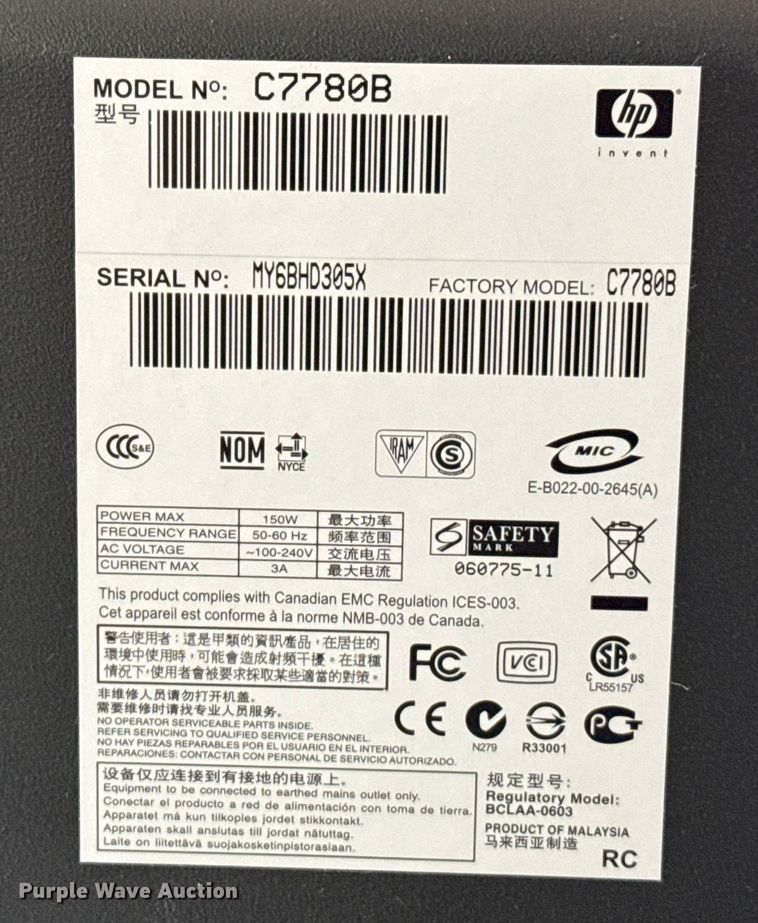 MODEL Nº: C7780B
型号
hp
invent
SERIAL Nº: MY6BHD305X FACTORY MODEL: C7780B
CCC S&E
NOM
NYCE
IRAM S
MIC
E-B022-00-2645(A)
POWER MAX 150W 最大功率
FREQUENCY RANGE 50-60 Hz 频率范围
AC VOLTAGE ~100-240V 交流电压
CURRENT MAX 3A 最大电流
SAFETY
MARK
060775-11
This product complies with Canadian EMC Regulation ICES-003.
Cet appareil est conforme à la norme NMB-003 de Canada.
警告使用者：這是甲類的資訊產品，在居住的
環境中使用時，可能會造成射頻干擾。在這種
情況下，使用者會被要求採取某些適當的對策。
FC
VCI
SA
C US
LR55157
非维修人员请勿打开机盖。
需要维修时请找专业人员服务。
NO OPERATOR SERVICEABLE PARTS INSIDE.
REFER SERVICING TO QUALIFIED SERVICE PERSONNEL.
NO HAY PIEZAS REPARABLES POR EL USUARIO EN EL INTERIOR.
REPARACIONES: CONTACTAR CON PERSONAL DE SERVICIO AUTORIZADO.
CE
N279
R33001
设备仅应连接到有接地的电源上。
Equipment to be connected to earthed mains outlet only.
Conectar el producto a red de alimentación con toma de tierra.
Apparatet må kun tilkoples jordet stikkontakt.
Apparaten skall anslutas till jordat nätuttag.
Laite on liitettävä suojakosketinpistorasiaan.
规定型号:
Regulatory Model:
BCLAA-0603
PRODUCT OF MALAYSIA
马来西亚制造
RC
Purple Wave Auction